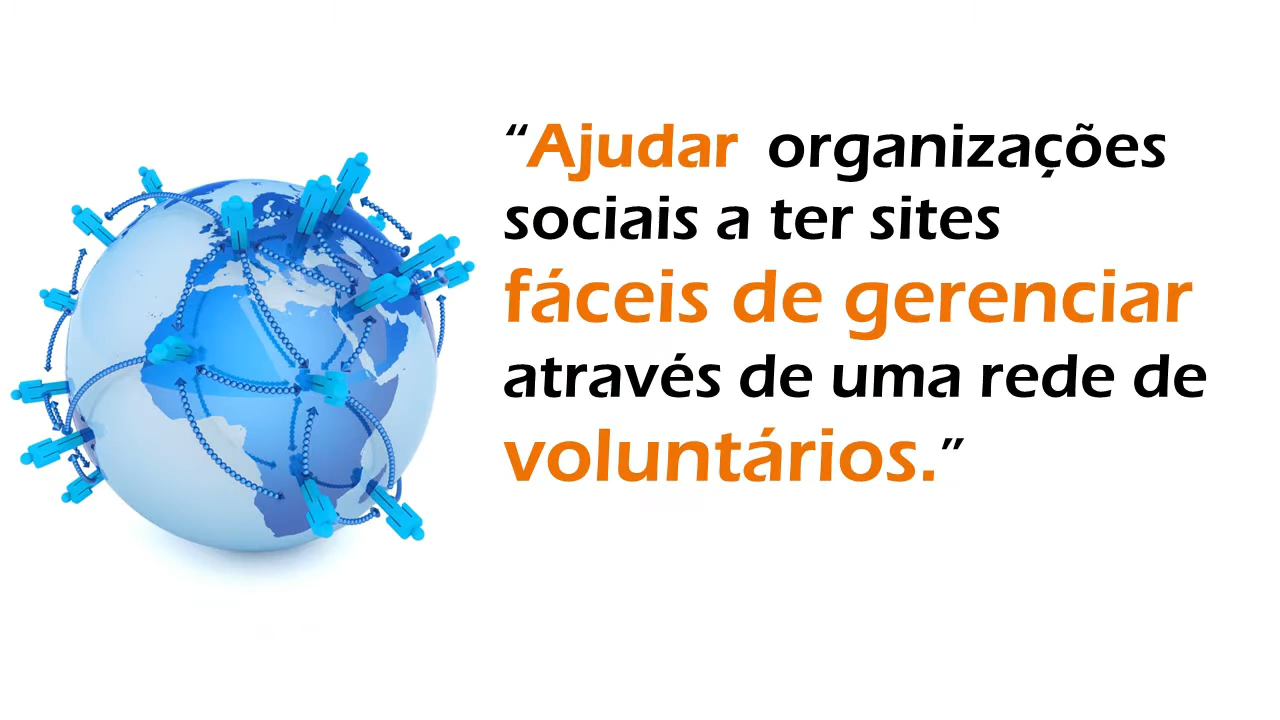 “Ajudar organizações
sociais a ter sites
fáceis de gerenciar
através de uma rede de
voluntários.”